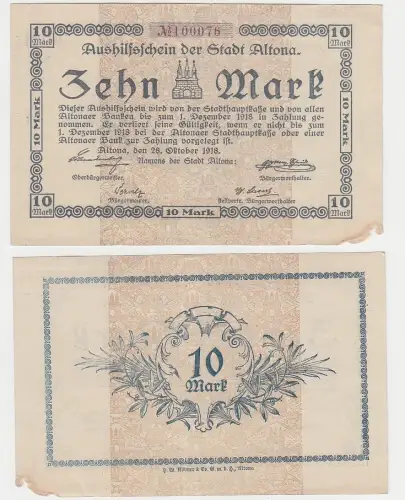 № 100076
10 Mark
10 Mark
Aushilfsschein der Stadt Altona.
Zehn Mark
Dieser Aushilfsschein wird von der Stadthauptkasse und von allen
Altonaer Banken bis zum 1. Dezember 1918 in Zahlung ge-
nommen. Er verliert seine Gültigkeit, wenn er nicht bis zum
1. Dezember 1918 bei der Altonaer Stadthauptkasse oder einer
Altonaer Bank zur Zahlung vorgelegt ist.
Altona, den 28. Oktober 1918.
Namens der Stadt Altona:
Oberbürgermeister.
Bürgerworthalter.
Bürgermeister.
Bürgerworthalter
10 Mark
10 Mark
10 Mark
10 Mark
10 Mark
10
Mark
Altona.